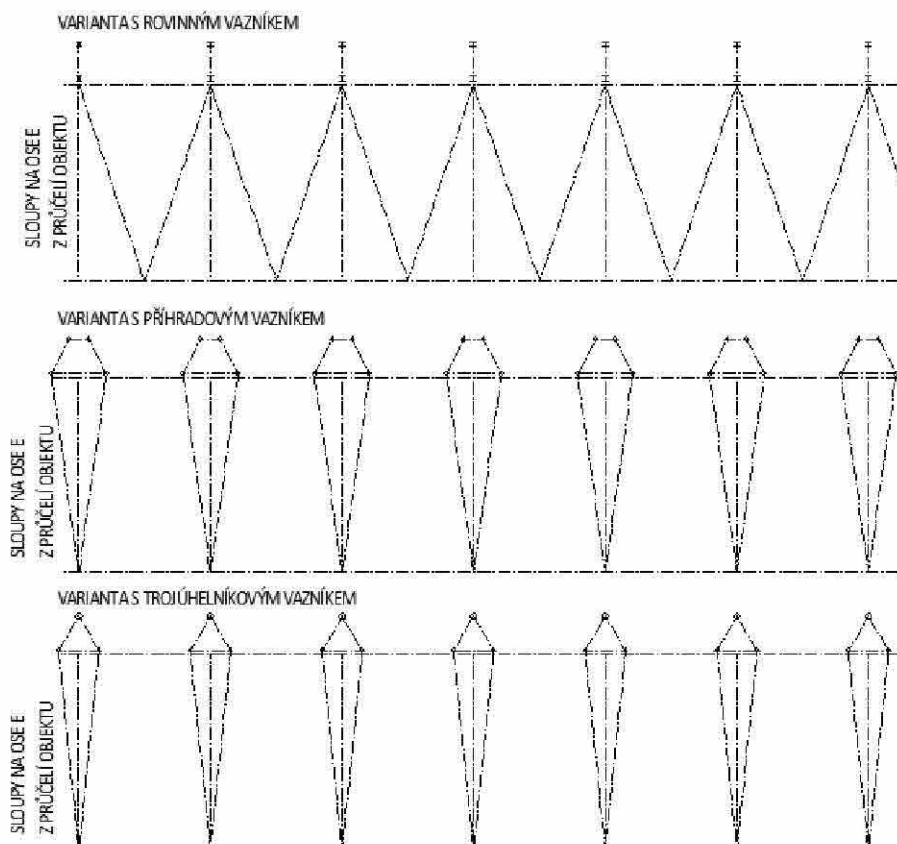 VARIANTA S ROVINNÝM VAZNÍKEM
SLOUPY NA OSE E
Z PRŮČELÍ OBJEKTU
VARIANTA S PŘÍHRADOVÝM VAZNÍKEM
SLOUPY NA OSE E
Z PRŮČELÍ OBJEKTU
VARIANTA S TROJÚHELNÍKOVÝM VAZNÍKEM
SLOUPY NA OSE E
Z PRŮČELÍ OBJEKTU